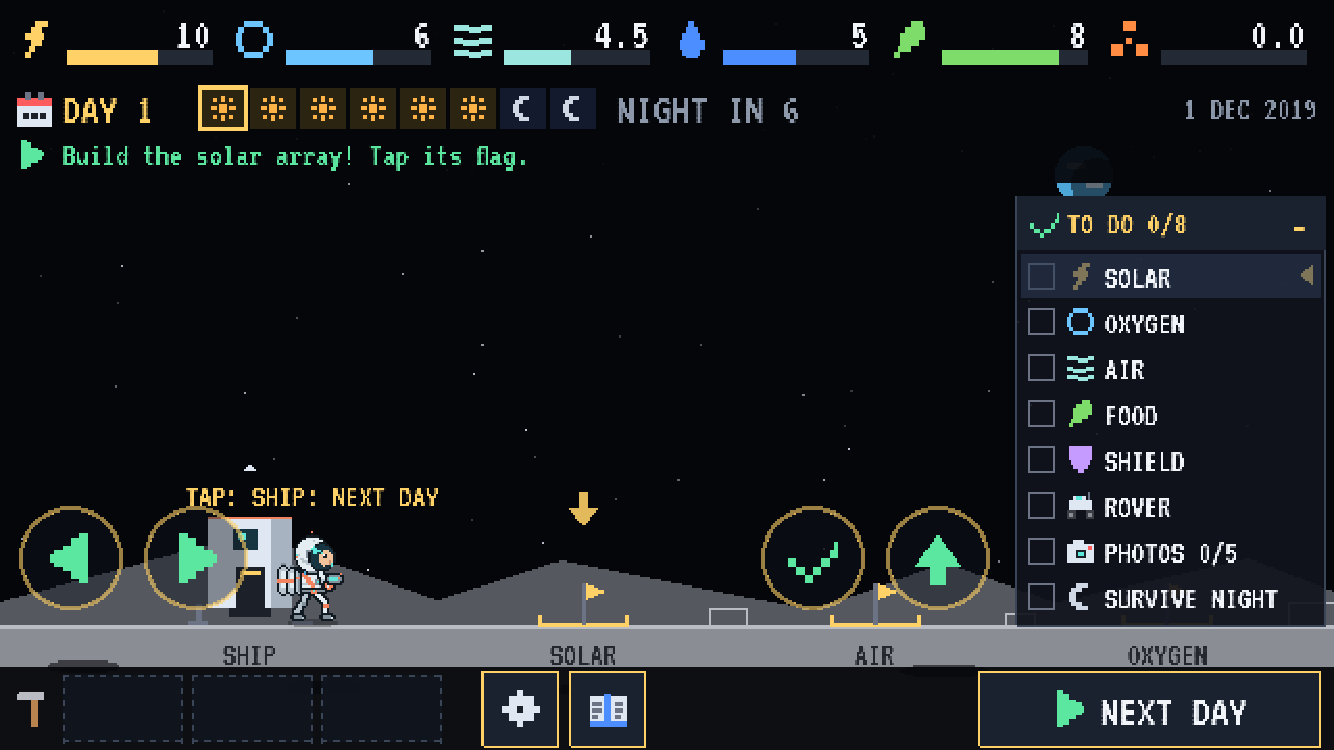 10 6 4.5 5 8 0.0
DAY 1 NIGHT IN 6 1 DEC 2019
Build the solar array! Tap its flag.
TO DO 0/8 -
SOLAR
OXYGEN
AIR
FOOD
SHIELD
ROVER
PHOTOS 0/5
SURVIVE NIGHT
TAP: SHIP: NEXT DAY
SHIP SOLAR AIR OXYGEN
NEXT DAY